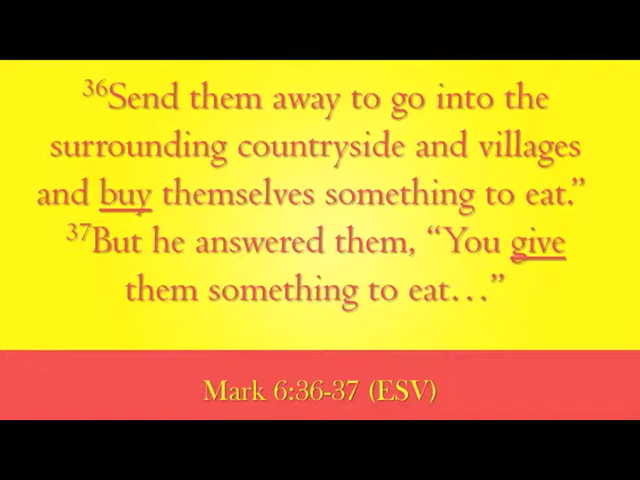 ³⁶Send them away to go into the
surrounding countryside and villages
and buy themselves something to eat.”
³⁷But he answered them, “You give
them something to eat…”
Mark 6:36-37 (ESV)